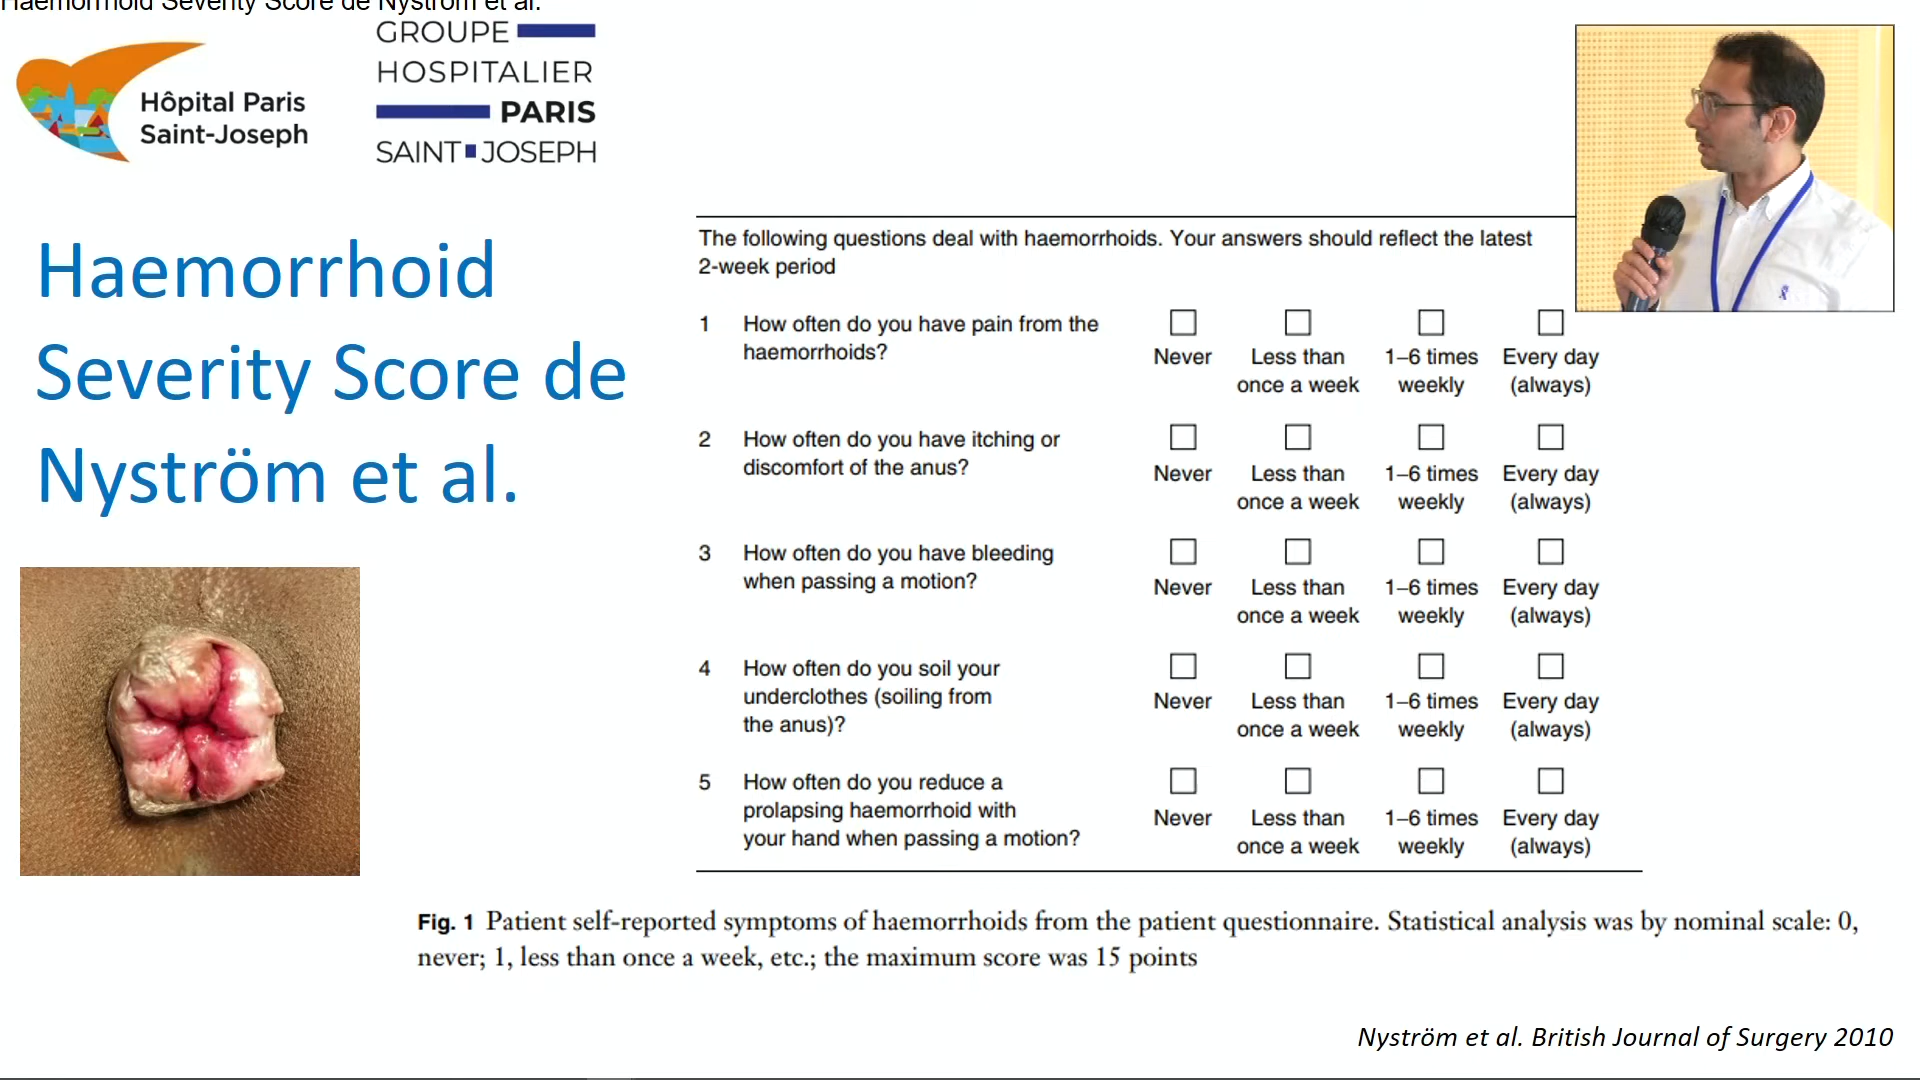 Haemorrhoid Severity Score de Nyström et al.
Hôpital Paris
Saint-Joseph
GROUPE
HOSPITALIER
PARIS
SAINT JOSEPH
Haemorrhoid
Severity Score de
Nyström et al.
The following questions deal with haemorrhoids. Your answers should reflect the latest
2-week period
1 How often do you have pain from the
haemorrhoids?
Never Less than 1–6 times Every day
once a week weekly (always)
2 How often do you have itching or
discomfort of the anus?
Never Less than 1–6 times Every day
once a week weekly (always)
3 How often do you have bleeding
when passing a motion?
Never Less than 1–6 times Every day
once a week weekly (always)
4 How often do you soil your
underclothes (soiling from
the anus)?
Never Less than 1–6 times Every day
once a week weekly (always)
5 How often do you reduce a
prolapsing haemorrhoid with
your hand when passing a motion?
Never Less than 1–6 times Every day
once a week weekly (always)
Fig. 1 Patient self-reported symptoms of haemorrhoids from the patient questionnaire. Statistical analysis was by nominal scale: 0,
never; 1, less than once a week, etc.; the maximum score was 15 points
Nyström et al. British Journal of Surgery 2010